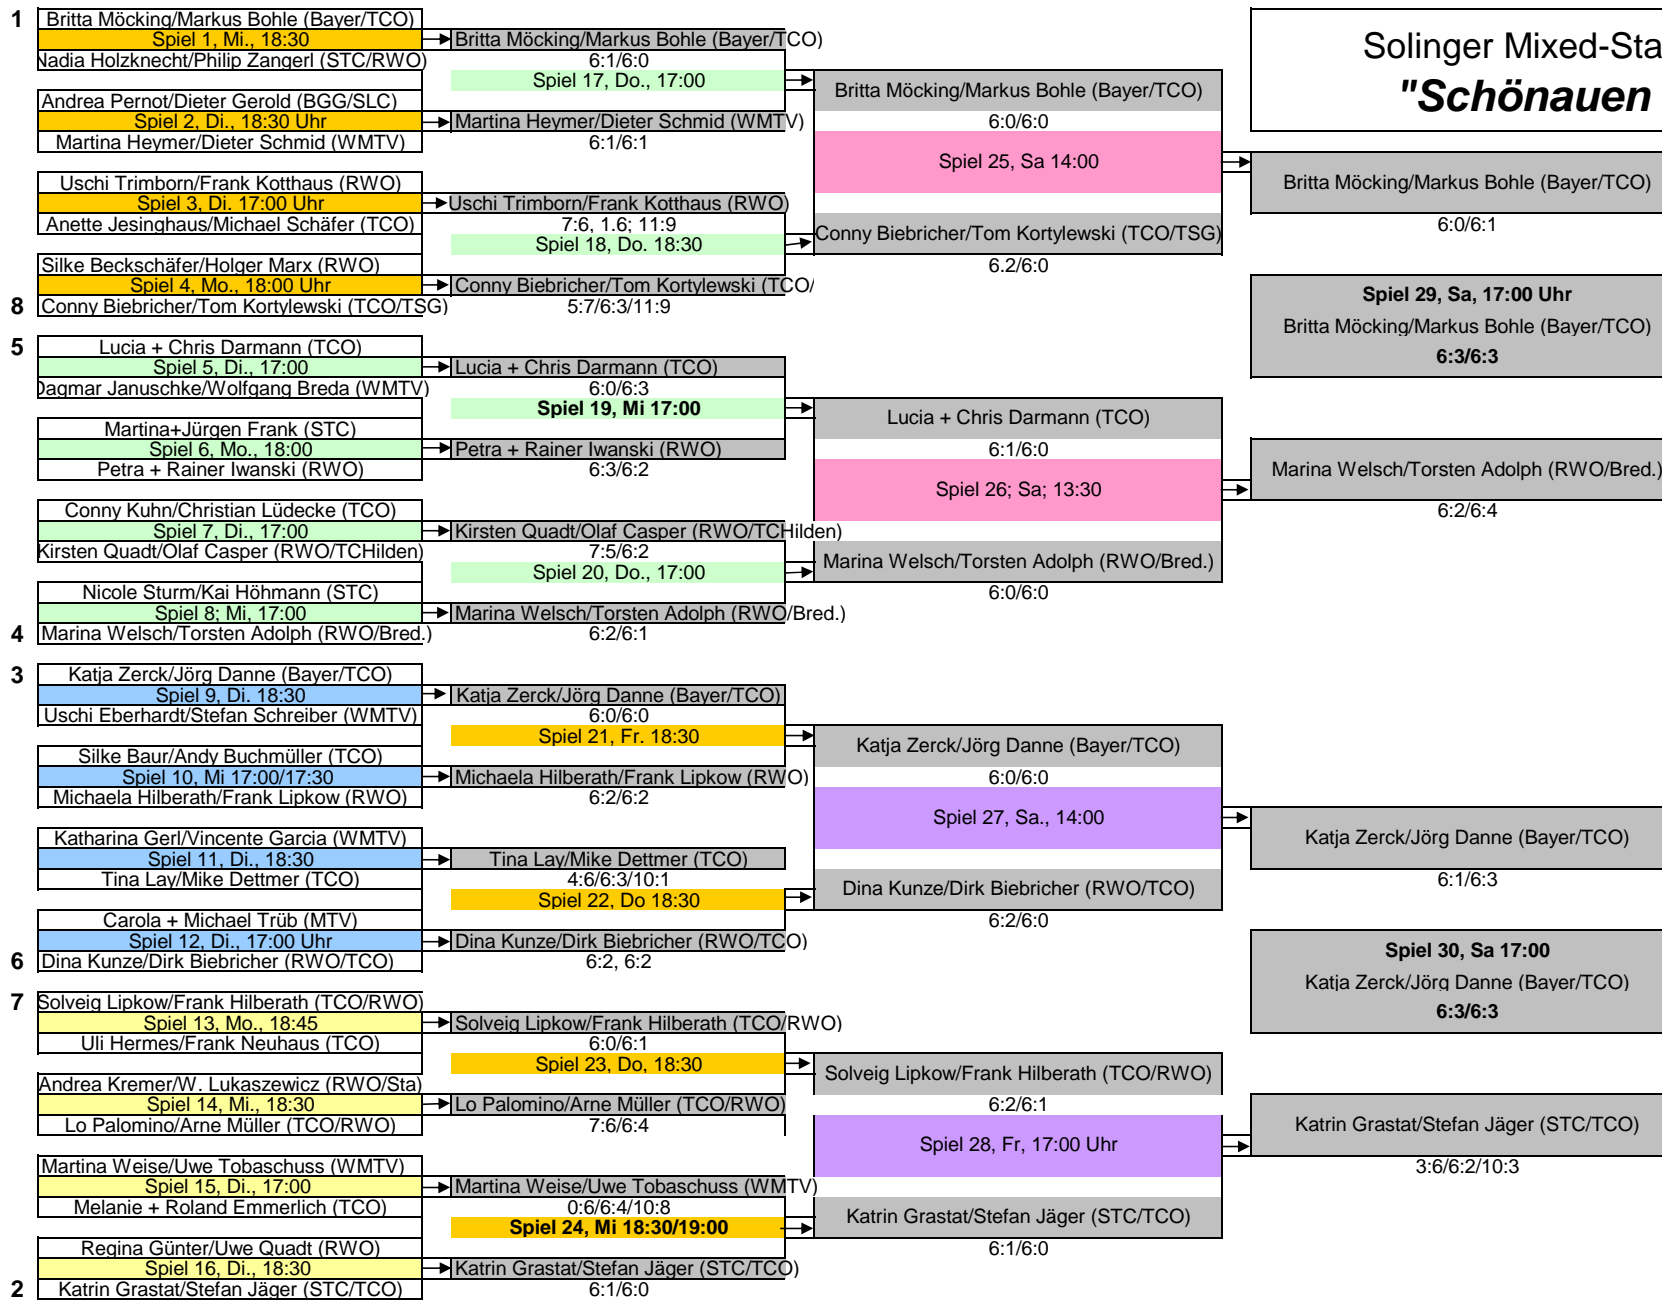 Solinger Mixed-Sta
"Schönauen
1
Britta Möcking/Markus Bohle (Bayer/TCO)
Spiel 1, Mi., 18:30
Nadia Holzknecht/Philip Zangerl (STC/RWO)
Andrea Pernot/Dieter Gerold (BGG/SLC)
Spiel 2, Di., 18:30 Uhr
Martina Heymer/Dieter Schmid (WMTV)
Uschi Trimborn/Frank Kotthaus (RWO)
Spiel 3, Di. 17:00 Uhr
Anette Jesinghaus/Michael Schäfer (TCO)
Silke Beckschäfer/Holger Marx (RWO)
Spiel 4, Mo., 18:00 Uhr
8
Conny Biebricher/Tom Kortylewski (TCO/TSG)
5
Lucia + Chris Darmann (TCO)
Spiel 5, Di., 17:00
Dagmar Januschke/Wolfgang Breda (WMTV)
Martina+Jürgen Frank (STC)
Spiel 6, Mo., 18:00
Petra + Rainer Iwanski (RWO)
Conny Kuhn/Christian Lüdecke (TCO)
Spiel 7, Di., 17:00
Kirsten Quadt/Olaf Casper (RWO/TCHilden)
Nicole Sturm/Kai Höhmann (STC)
Spiel 8; Mi, 17:00
4
Marina Welsch/Torsten Adolph (RWO/Bred.)
3
Katja Zerck/Jörg Danne (Bayer/TCO)
Spiel 9, Di. 18:30
Uschi Eberhardt/Stefan Schreiber (WMTV)
Silke Baur/Andy Buchmüller (TCO)
Spiel 10, Mi 17:00/17:30
Michaela Hilberath/Frank Lipkow (RWO)
Katharina Gerl/Vincente Garcia (WMTV)
Spiel 11, Di., 18:30
Tina Lay/Mike Dettmer (TCO)
Carola + Michael Trüb (MTV)
Spiel 12, Di., 17:00 Uhr
6
Dina Kunze/Dirk Biebricher (RWO/TCO)
7
Solveig Lipkow/Frank Hilberath (TCO/RWO)
Spiel 13, Mo., 18:45
Uli Hermes/Frank Neuhaus (TCO)
Andrea Kremer/W. Lukaszewicz (RWO/Sta)
Spiel 14, Mi., 18:30
Lo Palomino/Arne Müller (TCO/RWO)
Martina Weise/Uwe Tobaschuss (WMTV)
Spiel 15, Di., 17:00
Melanie + Roland Emmerlich (TCO)
Regina Günter/Uwe Quadt (RWO)
Spiel 16, Di., 18:30
2
Katrin Grastat/Stefan Jäger (STC/TCO)
Britta Möcking/Markus Bohle (Bayer/TCO)
6:1/6:0
Spiel 17, Do., 17:00
Martina Heymer/Dieter Schmid (WMTV)
6:1/6:1
Uschi Trimborn/Frank Kotthaus (RWO)
7:6, 1.6; 11:9
Spiel 18, Do. 18:30
Conny Biebricher/Tom Kortylewski (TCO/
5:7/6:3/11:9
Lucia + Chris Darmann (TCO)
6:0/6:3
Spiel 19, Mi 17:00
Petra + Rainer Iwanski (RWO)
6:3/6:2
Kirsten Quadt/Olaf Casper (RWO/TCHilden)
7:5/6:2
Spiel 20, Do., 17:00
Marina Welsch/Torsten Adolph (RWO/Bred.)
6:2/6:1
Katja Zerck/Jörg Danne (Bayer/TCO)
6:0/6:0
Spiel 21, Fr. 18:30
Michaela Hilberath/Frank Lipkow (RWO)
6:2/6:2
Tina Lay/Mike Dettmer (TCO)
4:6/6:3/10:1
Spiel 22, Do 18:30
Dina Kunze/Dirk Biebricher (RWO/TCO)
6:2, 6:2
Solveig Lipkow/Frank Hilberath (TCO/RWO)
6:0/6:1
Spiel 23, Do, 18:30
Lo Palomino/Arne Müller (TCO/RWO)
7:6/6:4
Martina Weise/Uwe Tobaschuss (WMTV)
0:6/6:4/10:8
Spiel 24, Mi 18:30/19:00
Katrin Grastat/Stefan Jäger (STC/TCO)
6:1/6:0
Britta Möcking/Markus Bohle (Bayer/TCO)
6:0/6:0
Spiel 25, Sa 14:00
Conny Biebricher/Tom Kortylewski (TCO/TSG)
6.2/6:0
Lucia + Chris Darmann (TCO)
6:1/6:0
Spiel 26; Sa; 13:30
Marina Welsch/Torsten Adolph (RWO/Bred.)
6:0/6:0
Katja Zerck/Jörg Danne (Bayer/TCO)
6:0/6:0
Spiel 27, Sa., 14:00
Dina Kunze/Dirk Biebricher (RWO/TCO)
6:2/6:0
Solveig Lipkow/Frank Hilberath (TCO/RWO)
6:2/6:1
Spiel 28, Fr, 17:00 Uhr
Katrin Grastat/Stefan Jäger (STC/TCO)
6:1/6:0
Britta Möcking/Markus Bohle (Bayer/TCO)
6:0/6:1
Spiel 29, Sa, 17:00 Uhr
Britta Möcking/Markus Bohle (Bayer/TCO)
6:3/6:3
Marina Welsch/Torsten Adolph (RWO/Bred.)
6:2/6:4
Katja Zerck/Jörg Danne (Bayer/TCO)
6:1/6:3
Spiel 30, Sa 17:00
Katja Zerck/Jörg Danne (Bayer/TCO)
6:3/6:3
Katrin Grastat/Stefan Jäger (STC/TCO)
3:6/6:2/10:3